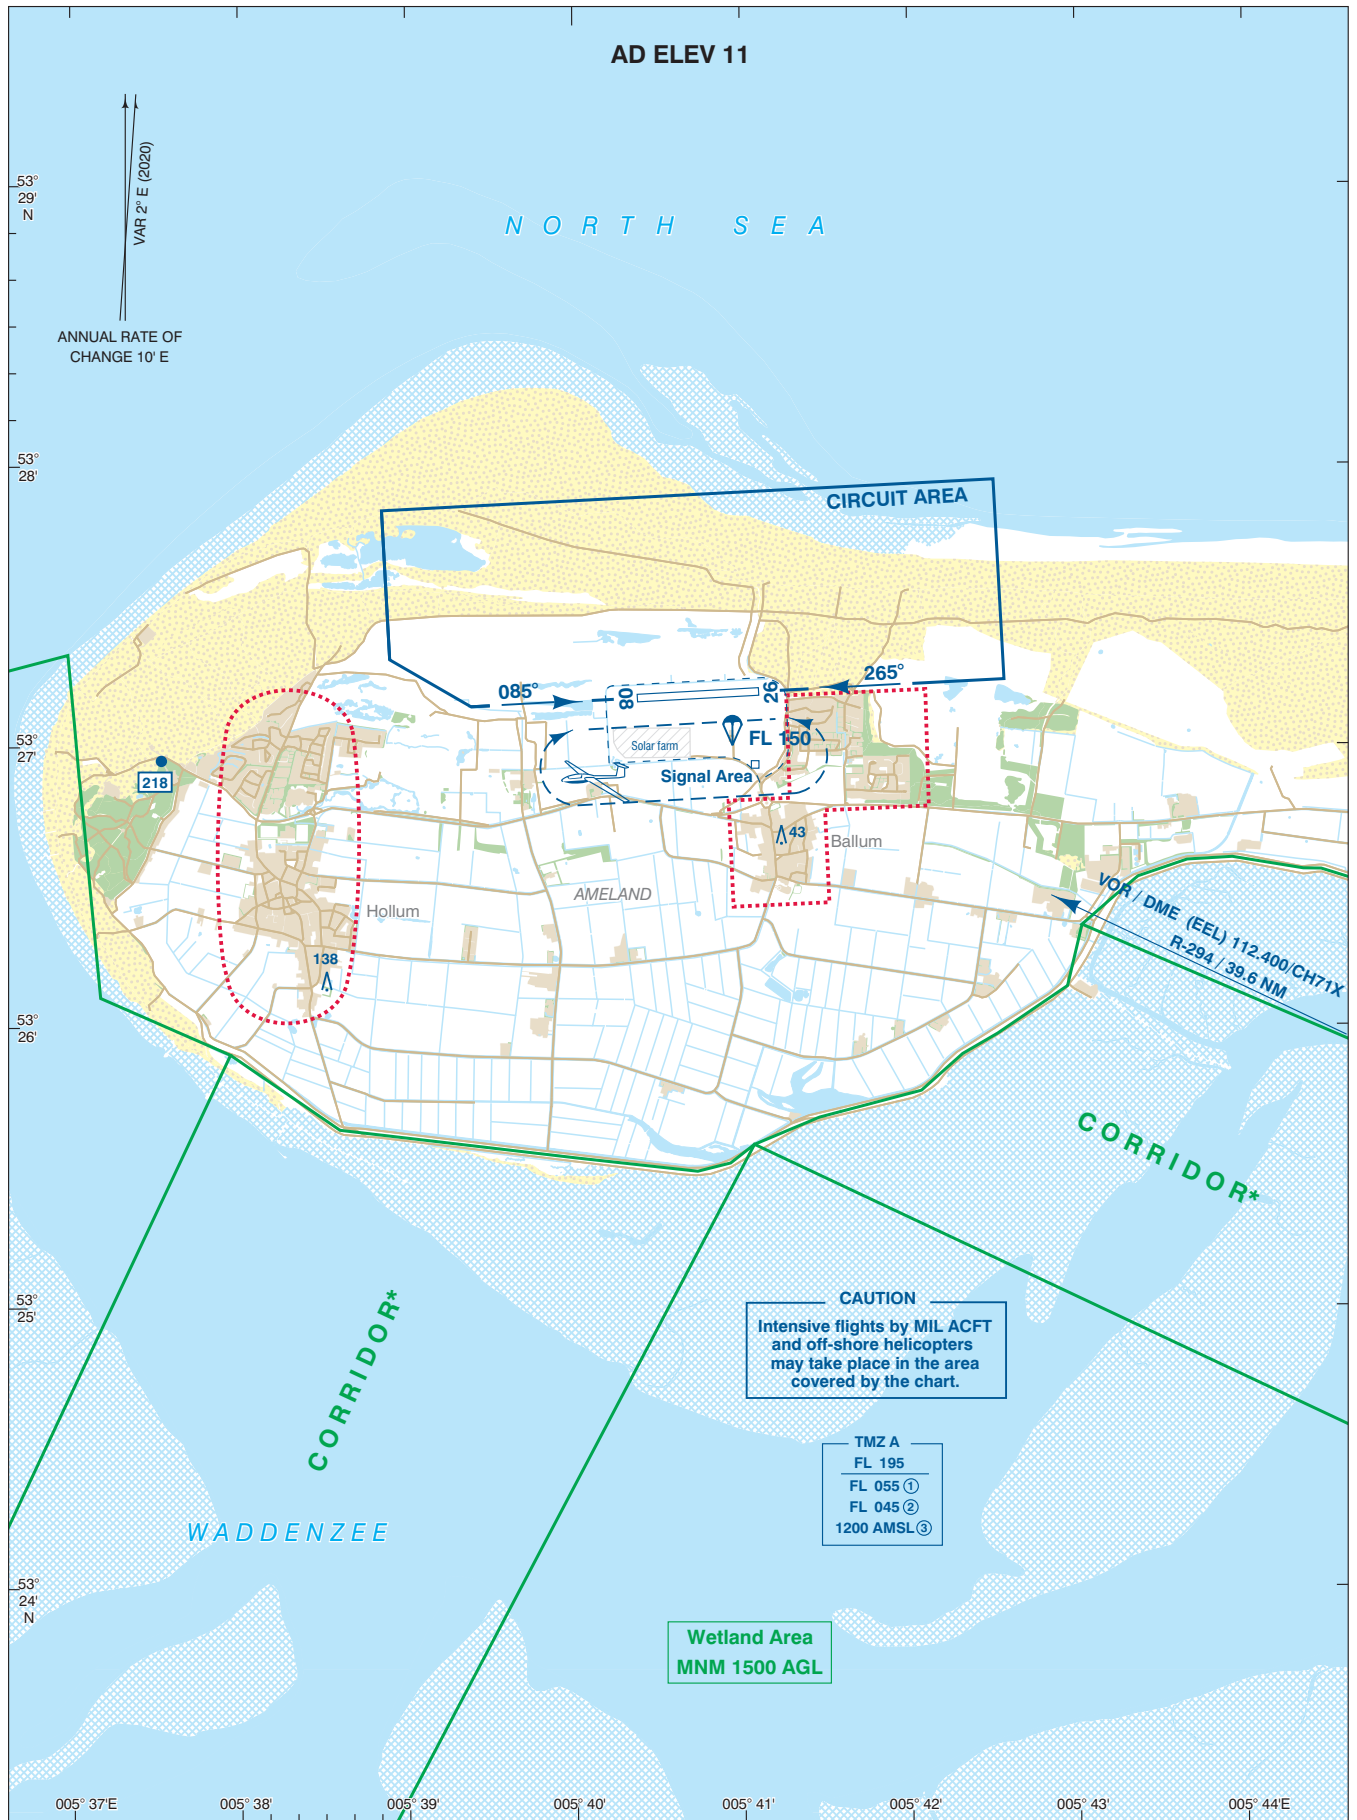 AD ELEV 11
VAR 2° E (2020)
ANNUAL RATE OF
CHANGE 10' E
53°
29'
N
NORTH SEA
53°
28'
CIRCUIT AREA
085°
265°
08
26
FL 150
Solar farm
Signal Area
53°
27'
218
43
Ballum
AMELAND
Hollum
138
VOR / DME (EEL) 112.400/CH71X
R-294 / 39.6 NM
53°
26'
CORRIDOR*
CORRIDOR*
53°
25'
CAUTION
Intensive flights by MIL ACFT
and off-shore helicopters
may take place in the area
covered by the chart.
TMZ A
FL 195
FL 055 ①
FL 045 ②
1200 AMSL ③
WADDENZEE
53°
24'
N
Wetland Area
MNM 1500 AGL
005° 37'E
005° 38'
005° 39'
005° 40'
005° 41'
005° 42'
005° 43'
005° 44'E